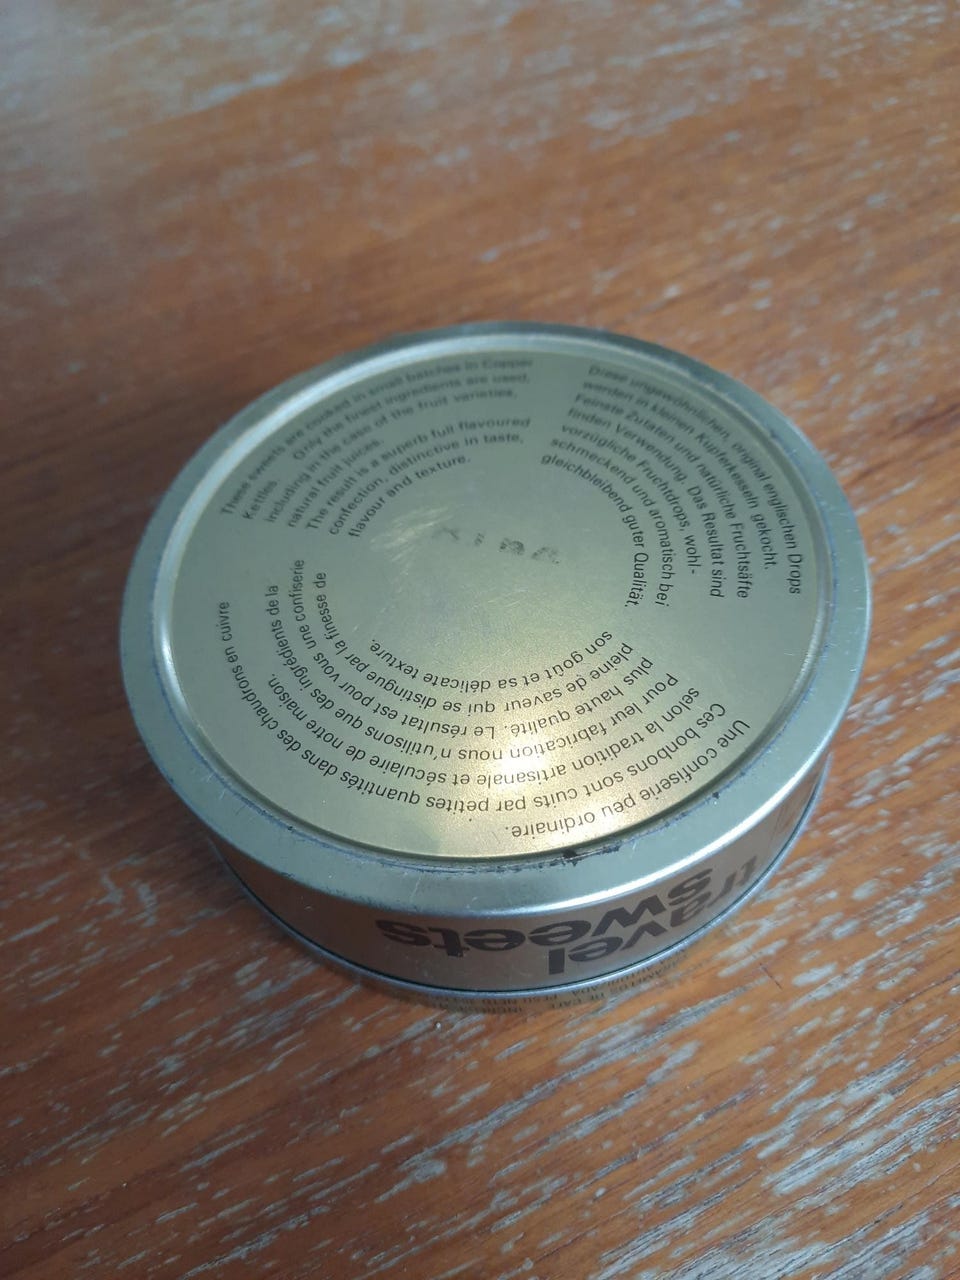 These sweets are cooked in small batches in Copper
Kettles
Only the finest ingredients are used,
including in the case of the fruit varieties,
natural fruit juices.
The result is a superb full flavoured
confection, distinctive in taste,
flavour and texture.
Diese ungewöhnlichen, original englischen Drops
werden in kleinen Kupferkesseln gekocht.
Feinste Zutaten und natürliche Fruchtsäfte
finden Verwendung. Das Resultat sind
vorzügliche Fruchtdrops, wohl-
schmeckend und aromatisch bei
gleichbleibend guter Qualität.
Une confiserie peu ordinaire.
Ces bonbons sont cuits par petites quantités dans des chaudrons en cuivre
selon la tradition artisanale et séculaire de notre maison.
Pour leur fabrication nous n'utilisons que des ingrédients de la
plus haute qualité. Le résultat est pour vous une confiserie
pleine de saveur qui se distingue par la finesse de
son goût et sa délicate texture.
travel
sweets